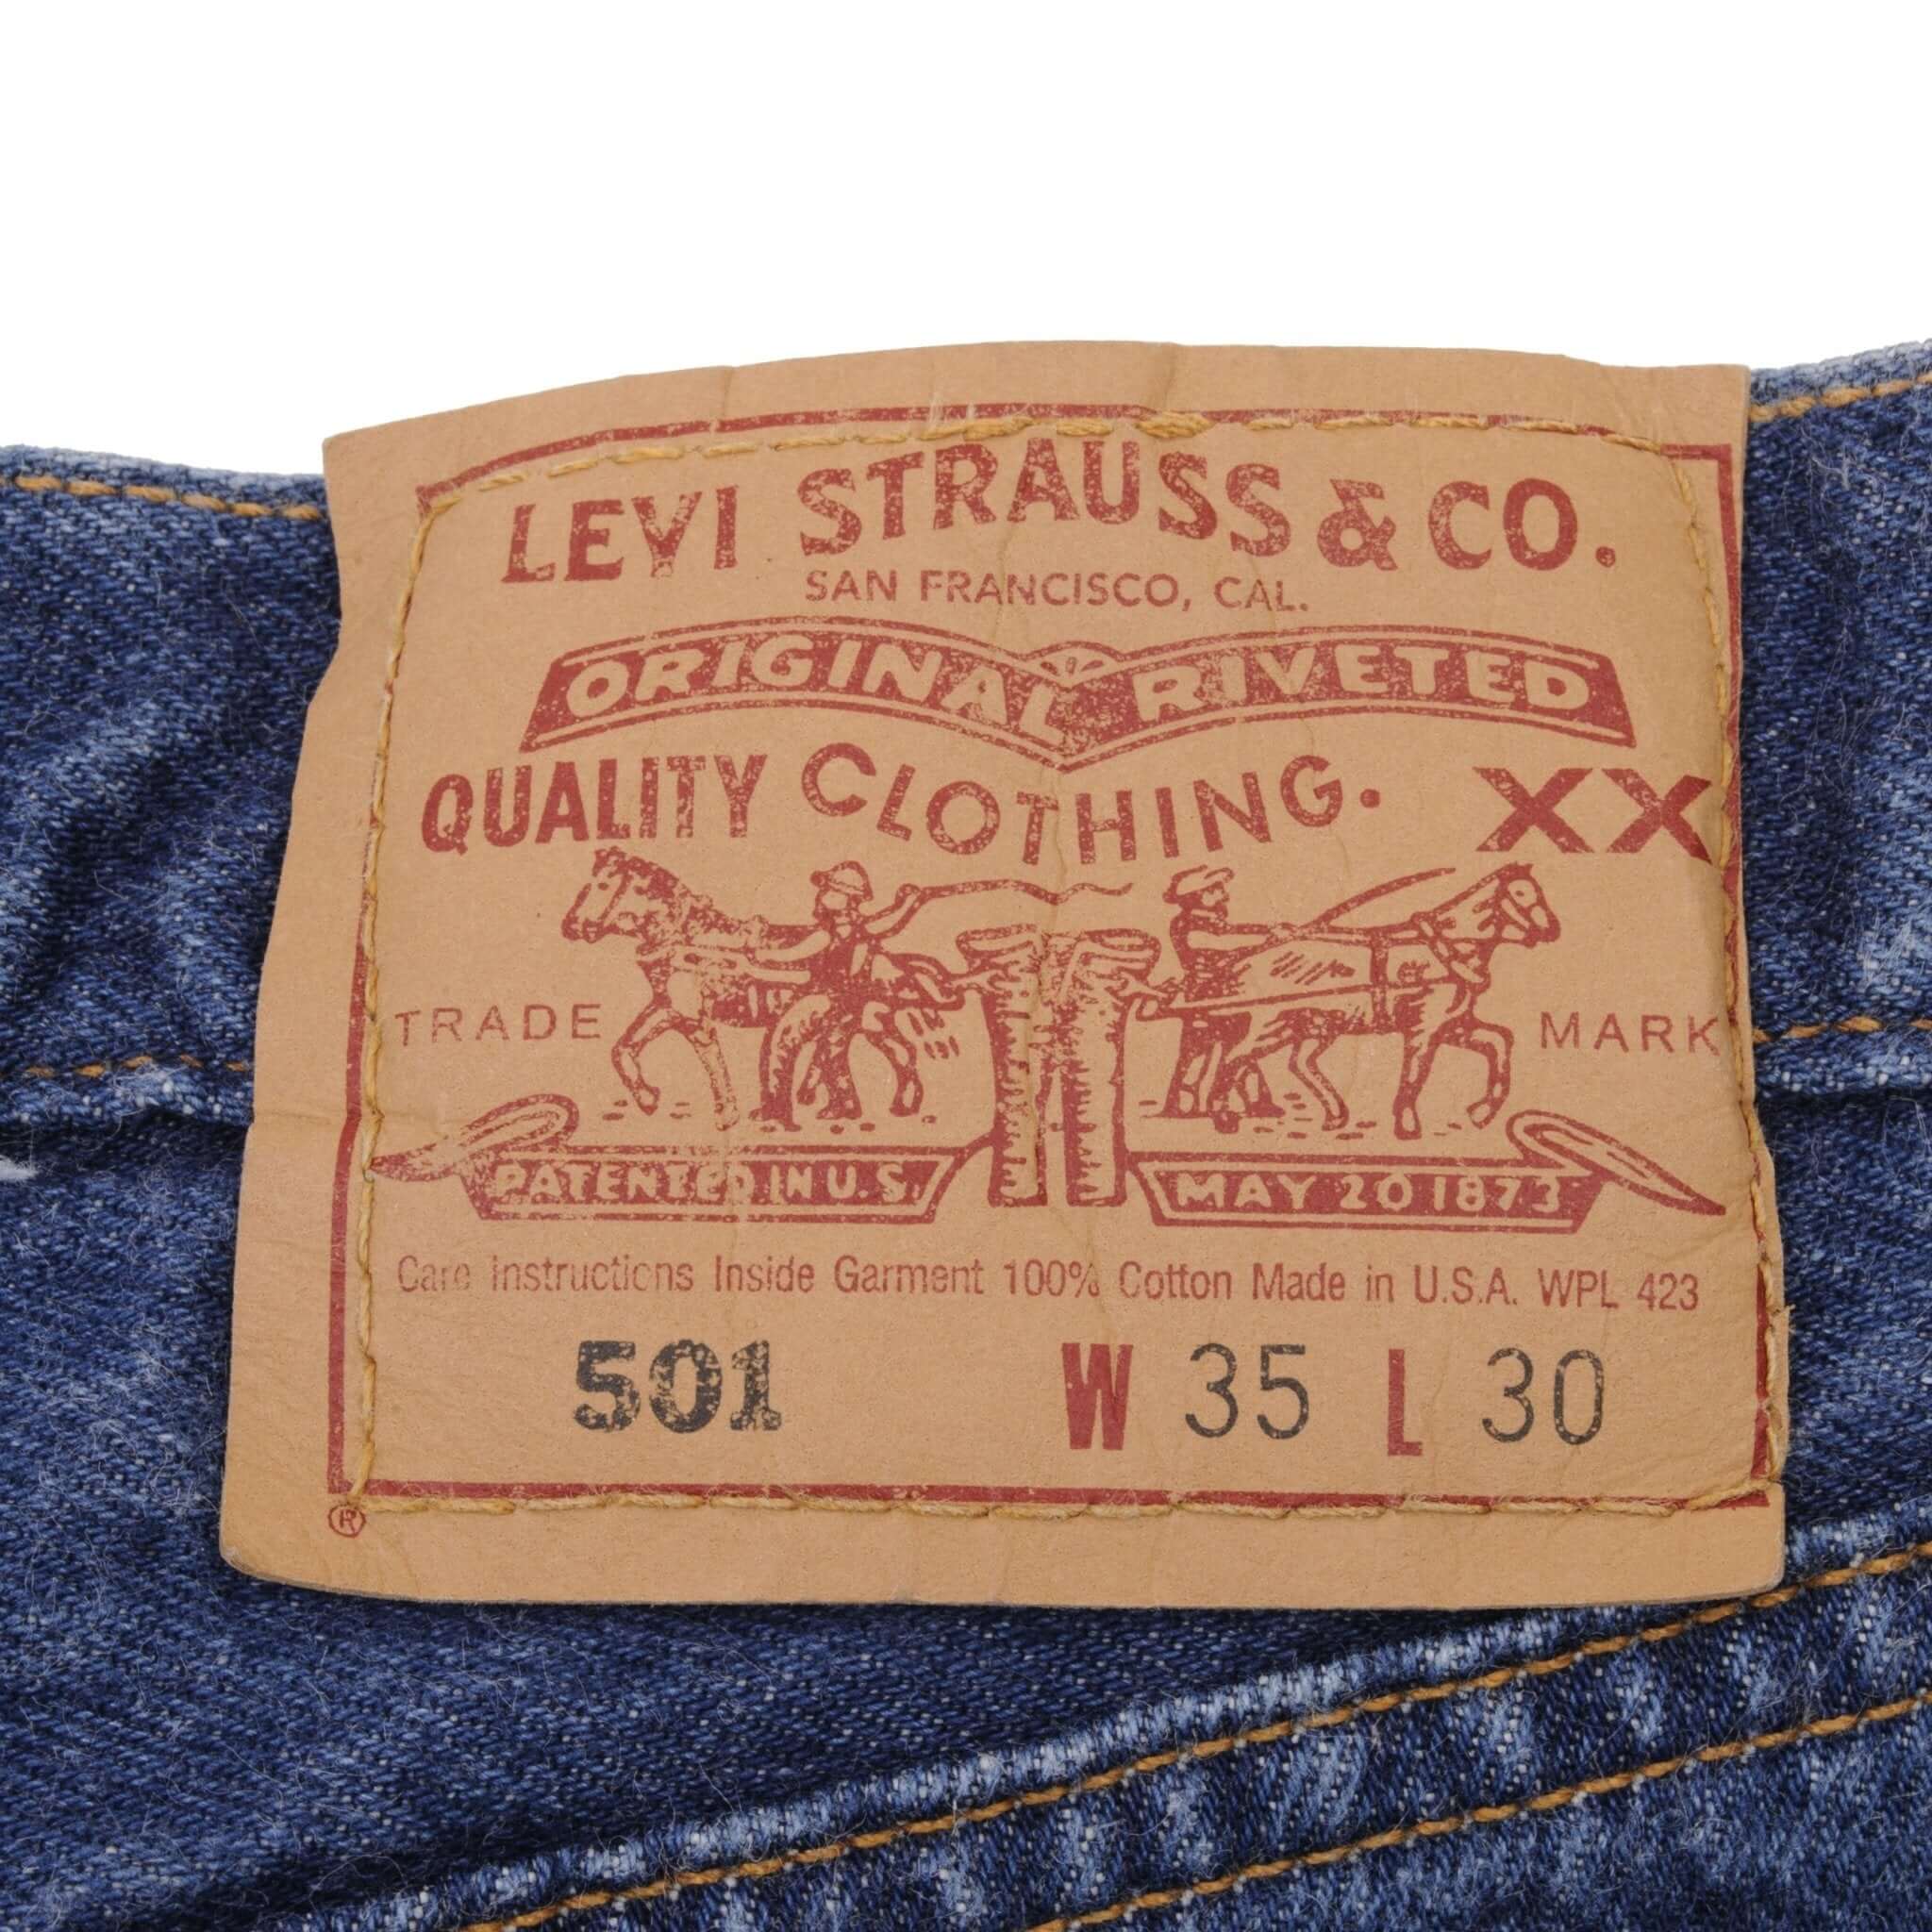 LEVI STRAUSS & CO.
SAN FRANCISCO, CAL.
ORIGINAL RIVETED
QUALITY CLOTHING. XX
TRADE MARK
PATENTED IN U.S. MAY 20 1873
Care Instructions Inside Garment 100% Cotton Made in U.S.A. WPL 423
501 W 35 L 30
®